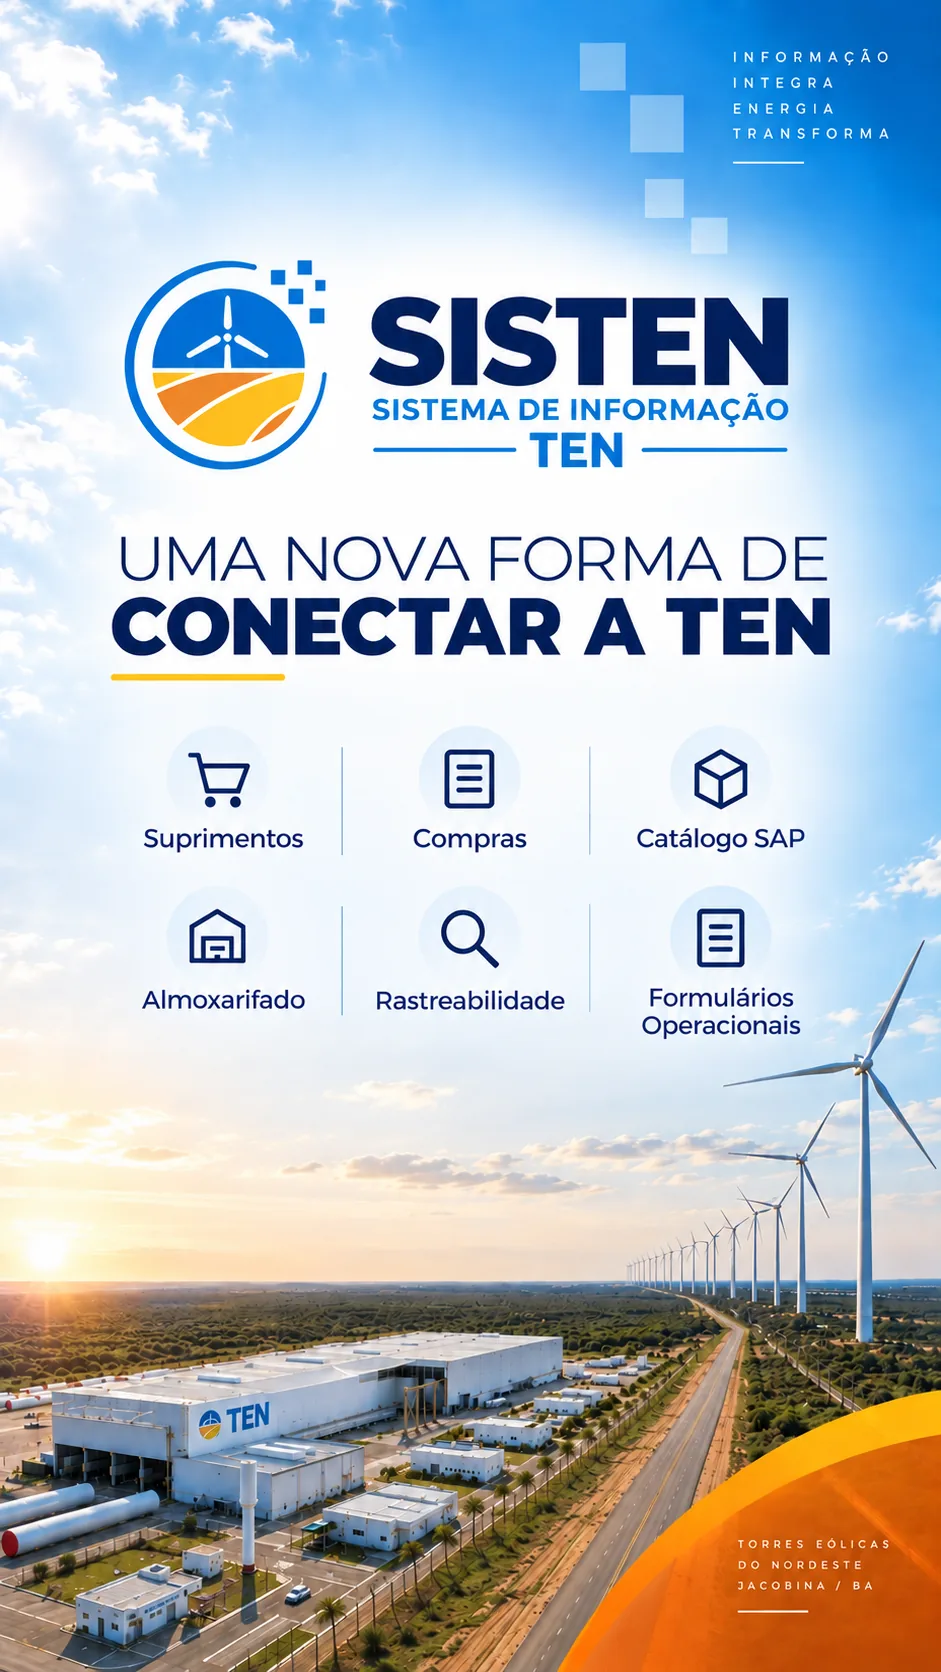 INFORMAÇÃO
INTEGRA
ENERGIA
TRANSFORMA
SISTEN
SISTEMA DE INFORMAÇÃO
TEN
UMA NOVA FORMA DE
CONECTAR A TEN
Suprimentos
Compras
Catálogo SAP
Almoxarifado
Rastreabilidade
Formulários
Operacionais
TEN
TORRES EÓLICAS
DO NORDESTE
JACOBINA / BA